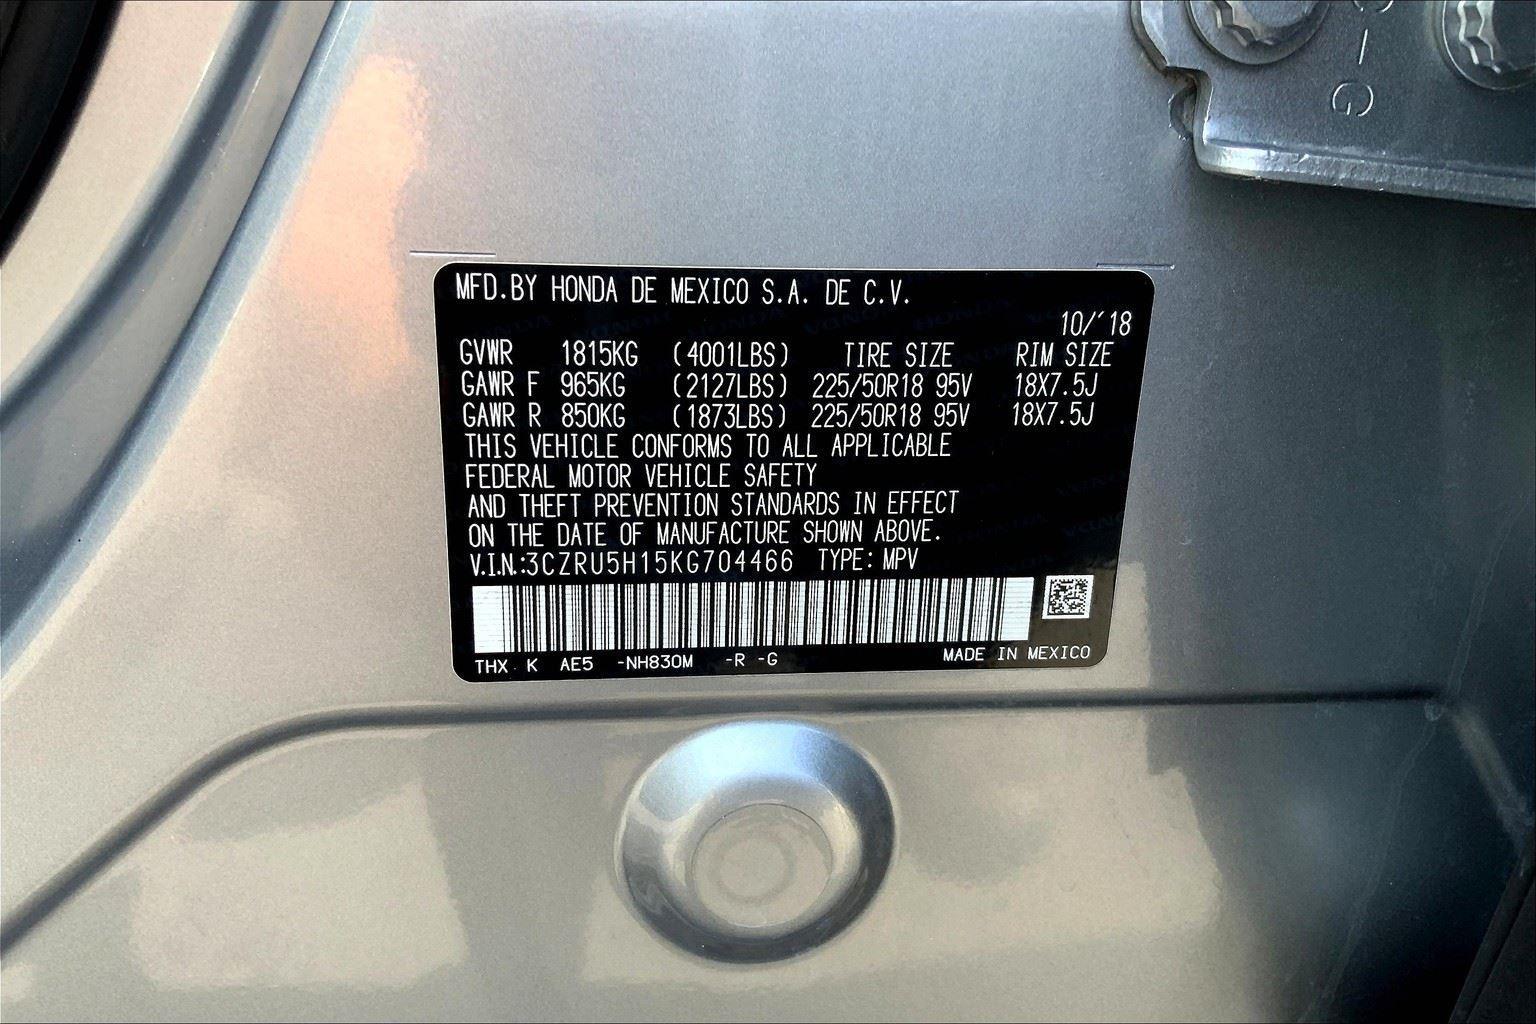 C-G
MFD.BY HONDA DE MEXICO S.A. DE C.V.
10/'18
GVWR 1815KG (4001LBS) TIRE SIZE RIM SIZE
GAWR F 965KG (2127LBS) 225/50R18 95V 18X7.5J
GAWR R 850KG (1873LBS) 225/50R18 95V 18X7.5J
THIS VEHICLE CONFORMS TO ALL APPLICABLE
FEDERAL MOTOR VEHICLE SAFETY
AND THEFT PREVENTION STANDARDS IN EFFECT
ON THE DATE OF MANUFACTURE SHOWN ABOVE.
V.I.N.:3CZRU5H15KG704466 TYPE: MPV
THX K AE5 -NH830M -R -G MADE IN MEXICO